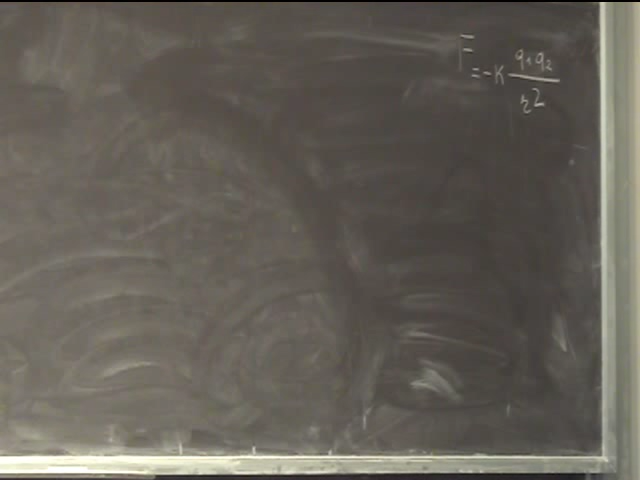 F = -K q₁q₂ / r²